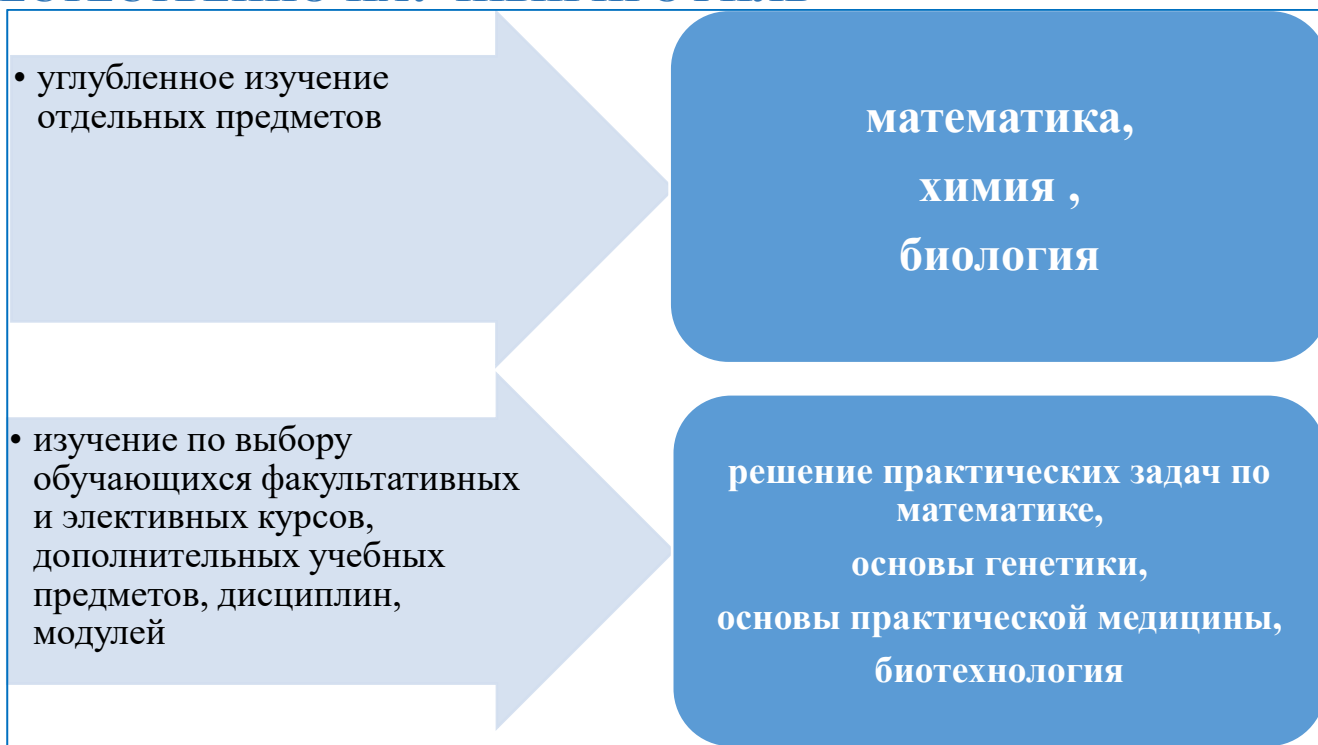 • углубленное изучение
отдельных предметов
математика,
химия ,
биология
• изучение по выбору
обучающихся факультативных
и элективных курсов,
дополнительных учебных
предметов, дисциплин,
модулей
решение практических задач по
математике,
основы генетики,
основы практической медицины,
биотехнология